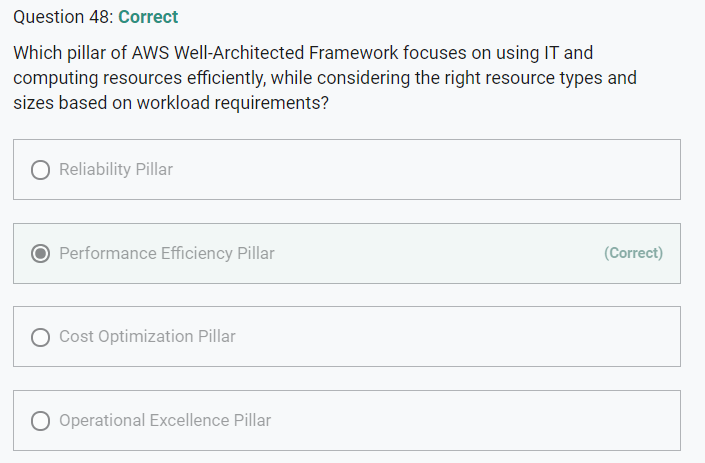 Question 48: Correct
Which pillar of AWS Well-Architected Framework focuses on using IT and
computing resources efficiently, while considering the right resource types and
sizes based on workload requirements?
Reliability Pillar
Performance Efficiency Pillar (Correct)
Cost Optimization Pillar
Operational Excellence Pillar